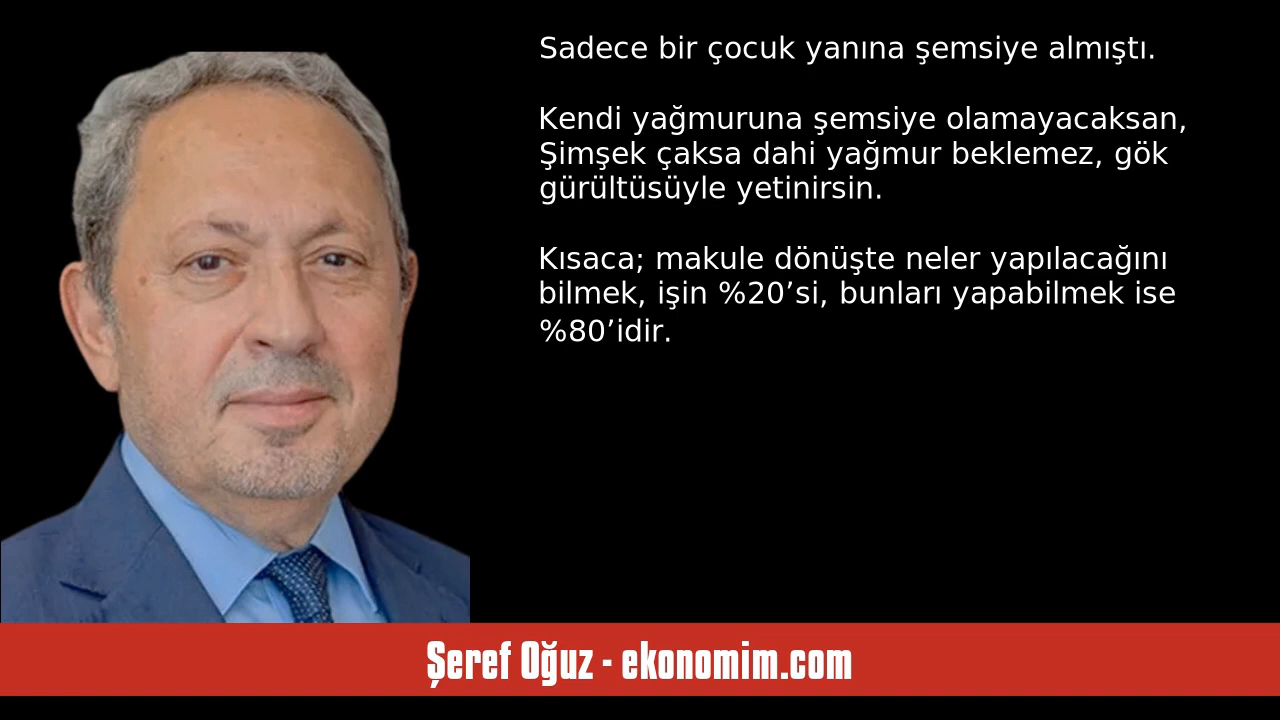 Sadece bir çocuk yanına şemsiye almıştı.
Kendi yağmuruna şemsiye olamayacaksan,
Şimşek çaksa dahi yağmur beklemez, gök
gürültüsüyle yetinirsin.
Kısaca; makule dönüşte neler yapılacağını
bilmek, işin %20’si, bunları yapabilmek ise
%80’idir.
Şeref Oğuz - ekonomim.com